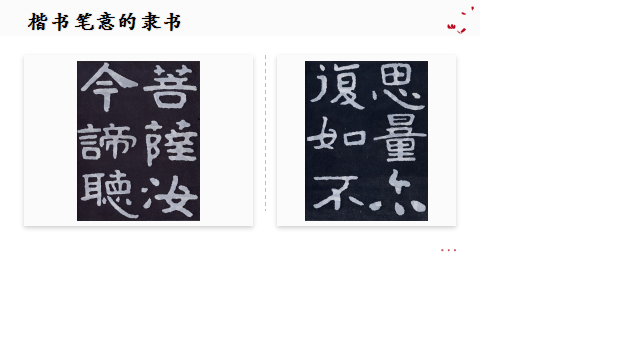 楷书笔意的隶书
菩薩汝
今諦聽
思量亦
復如不